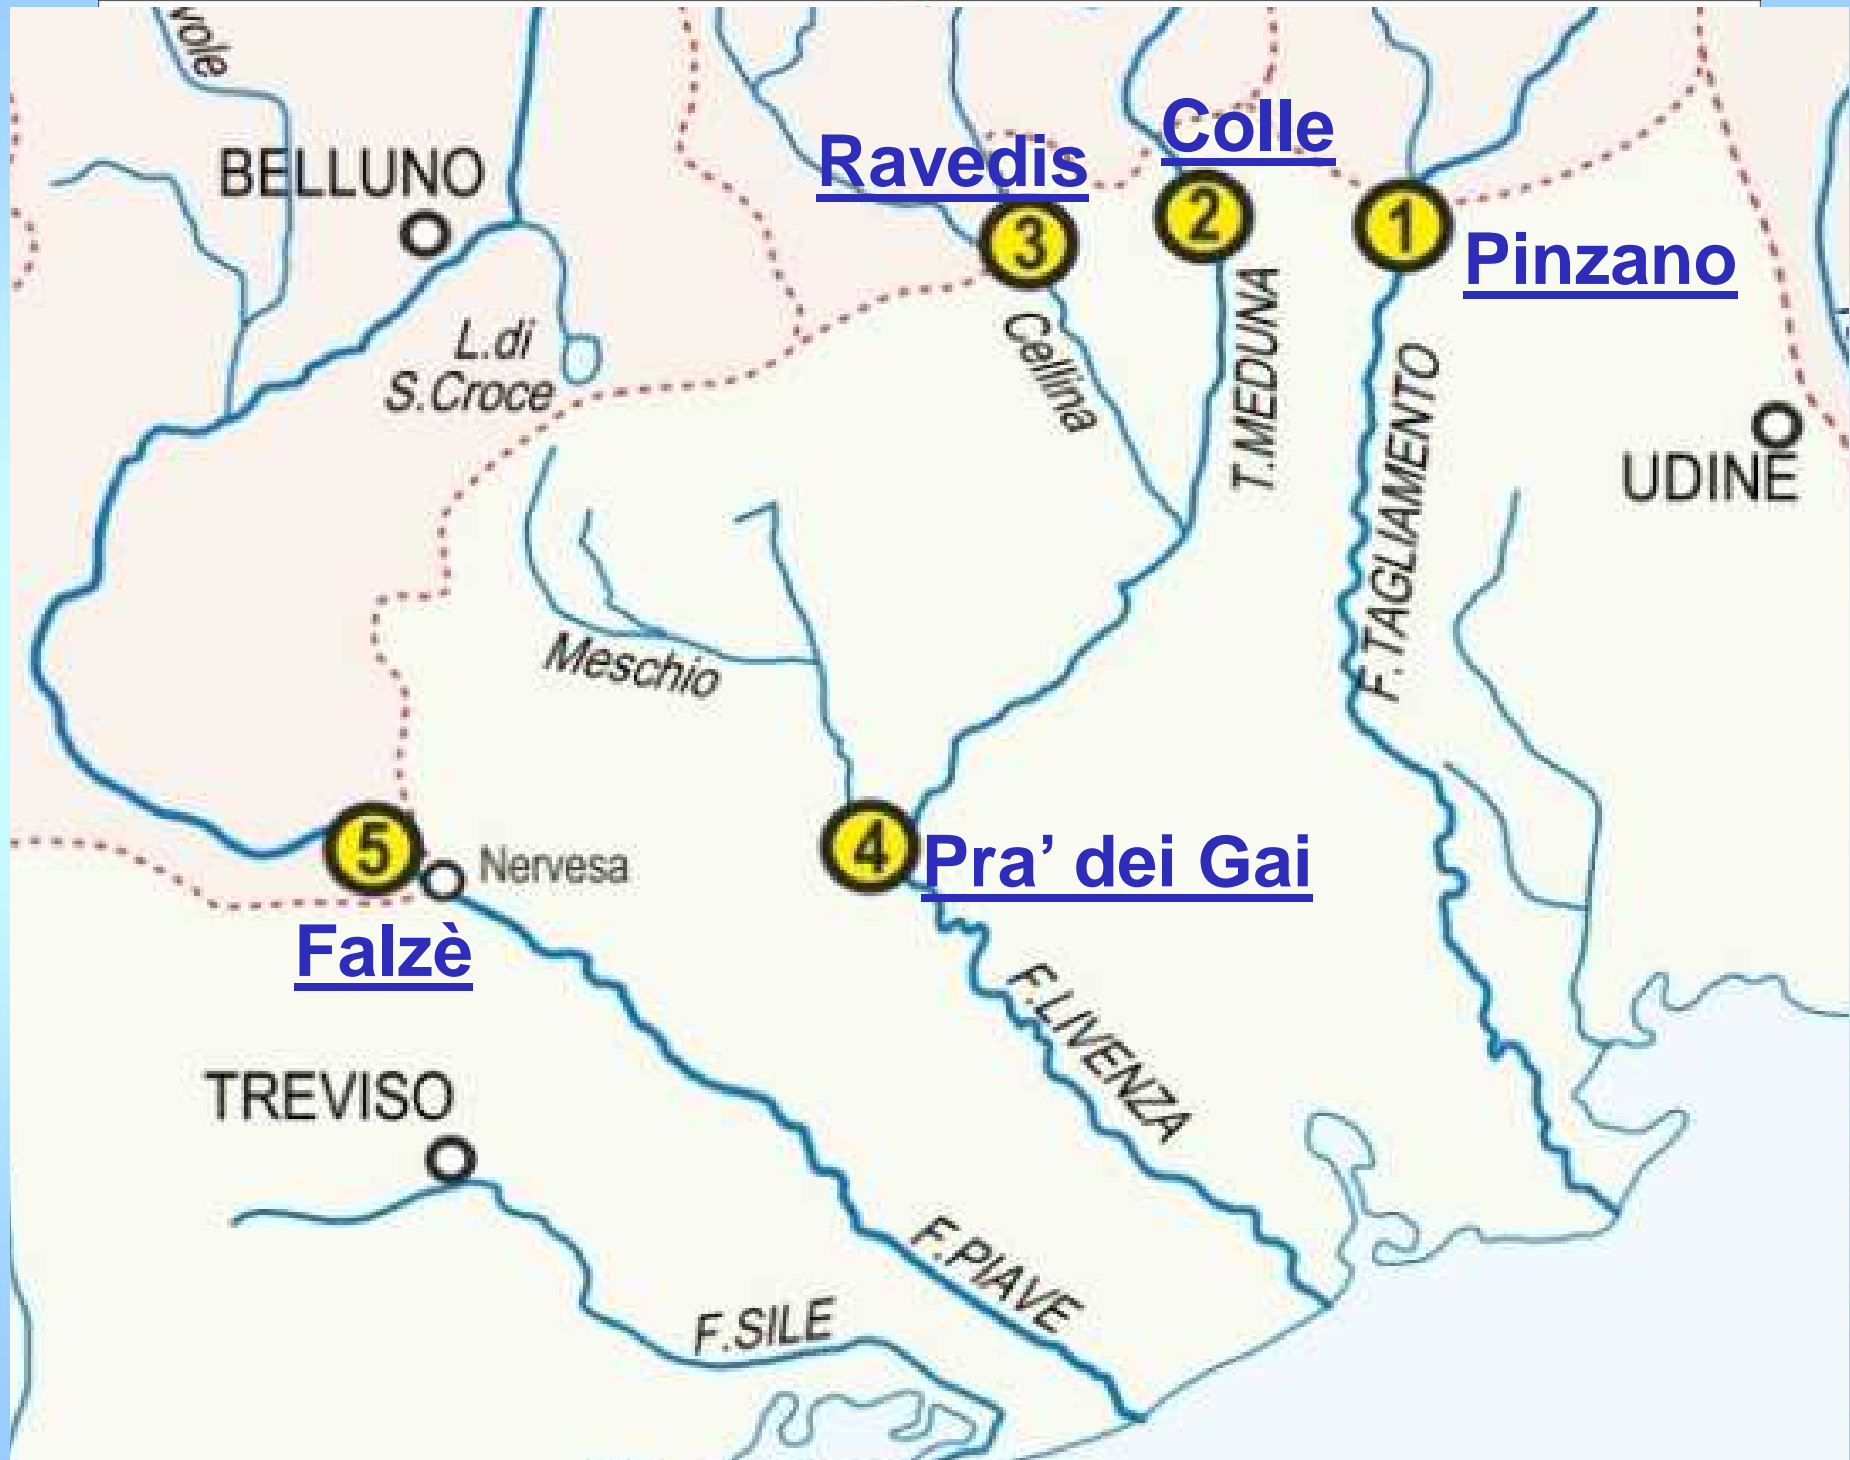 vole
BELLUNO
Ravedis
Colle
3
2
1
Pinzano
L.di
S.Croce
Cellina
T.MEDUNA
F.TAGLIAMENTO
UDINE
Meschio
5
Nervesa
4
Pra’ dei Gai
Falzè
F.LIVENZA
TREVISO
F.PIAVE
F.SILE